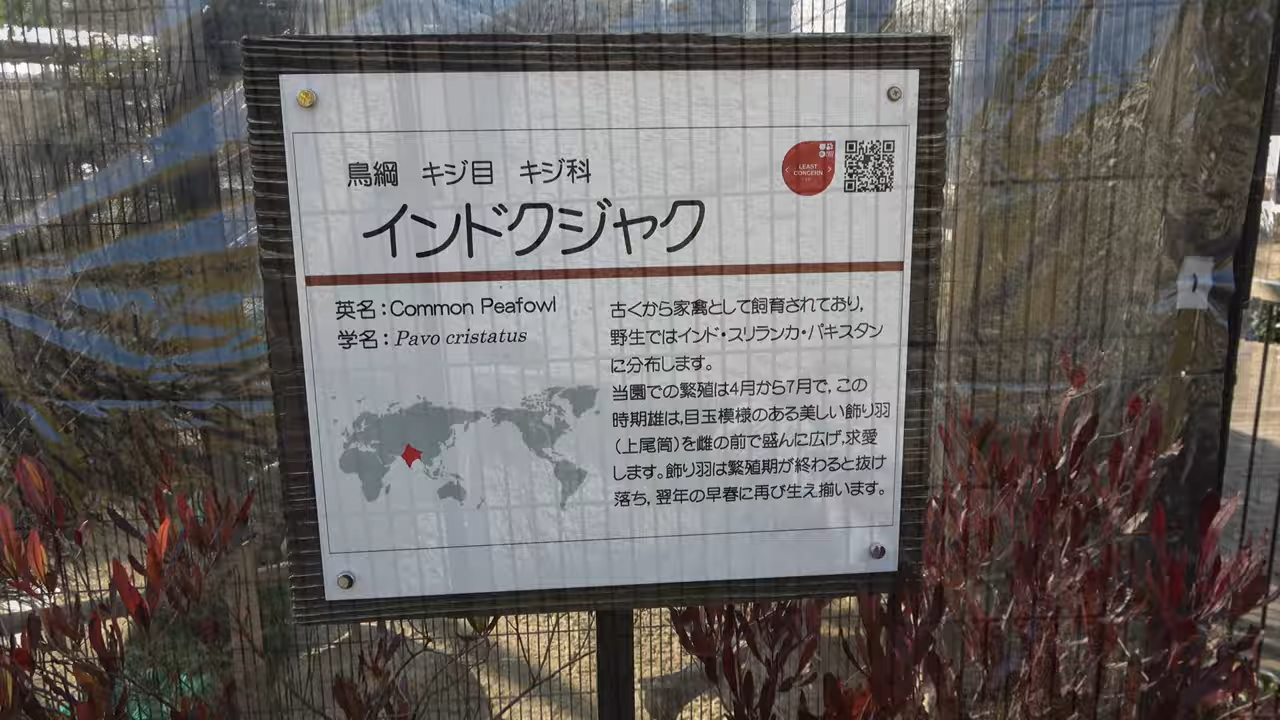 鳥綱　キジ目　キジ科
インドクジャク
LEAST
CONCERN
英名：Common Peafowl
学名：Pavo cristatus
古くから家禽として飼育されており,
野生ではインド・スリランカ・パキスタン
に分布します。
当園での繁殖は4月から7月で, この
時期雄は,目玉模様のある美しい飾り羽
（上尾筒）を雌の前で盛んに広げ,求愛
します。飾り羽は繁殖期が終わると抜け
落ち, 翌年の早春に再び生え揃います。